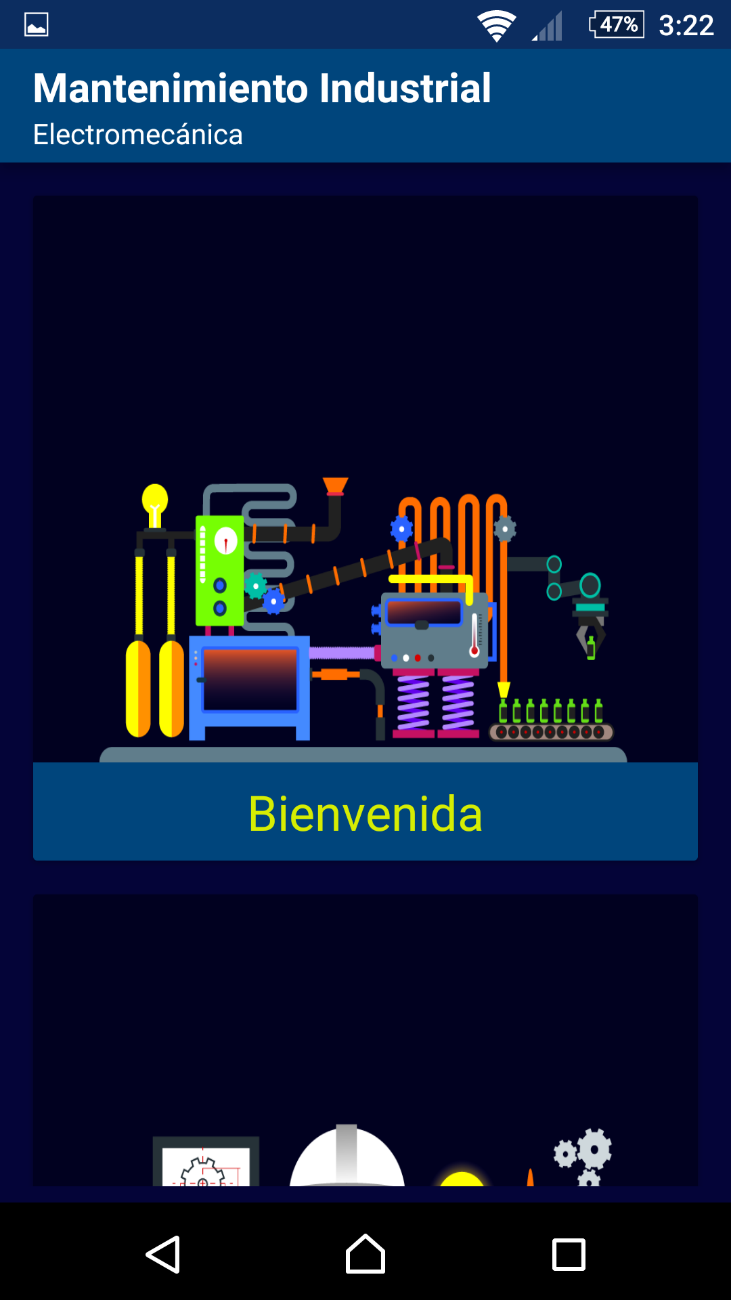 47% 3:22
Mantenimiento Industrial
Electromecánica
Bienvenida